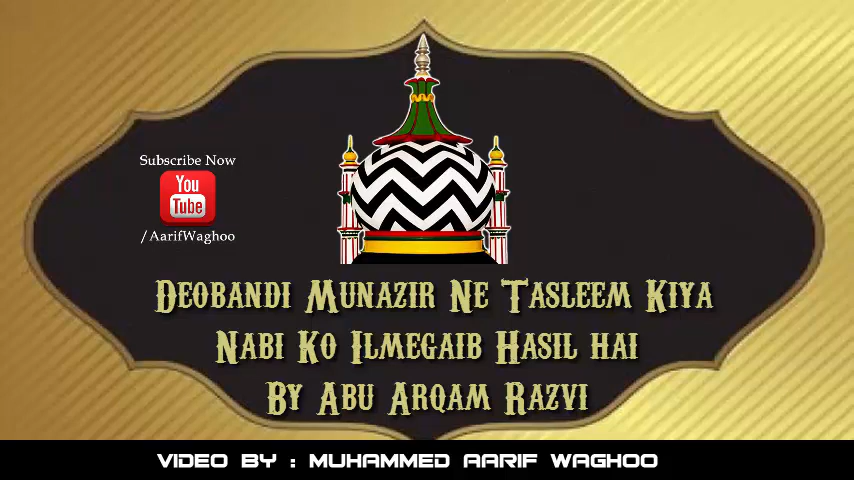 Subscribe Now
You
Tube
/AarifWaghoo
Deobandi Munazir Ne Tasleem Kiya
Nabi Ko Ilmegaib Hasil hai
By Abu Arqam Razvi
VIDEO BY : MUHAMMED AARIF WAGHOO